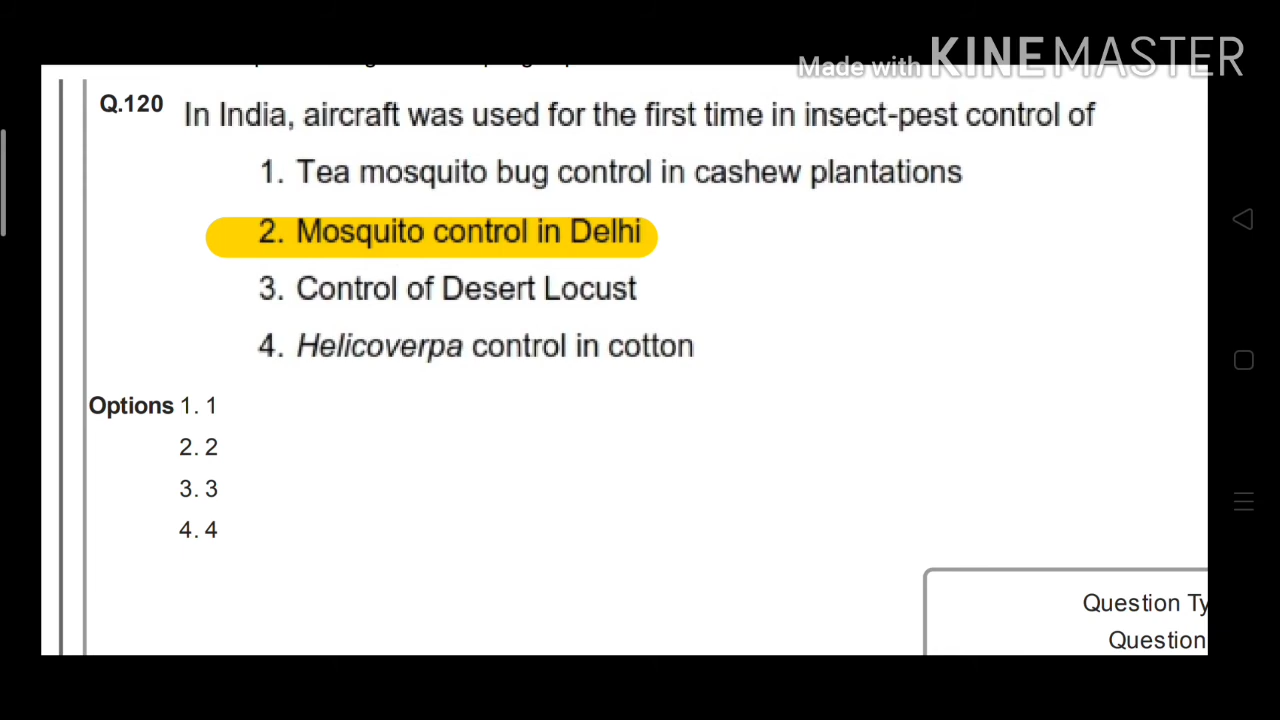 Made with KINEMASTER
Q.120 In India, aircraft was used for the first time in insect-pest control of
1. Tea mosquito bug control in cashew plantations
2. Mosquito control in Delhi
3. Control of Desert Locust
4. Helicoverpa control in cotton
Options 1. 1
2. 2
3. 3
4. 4
Question Ty
Question